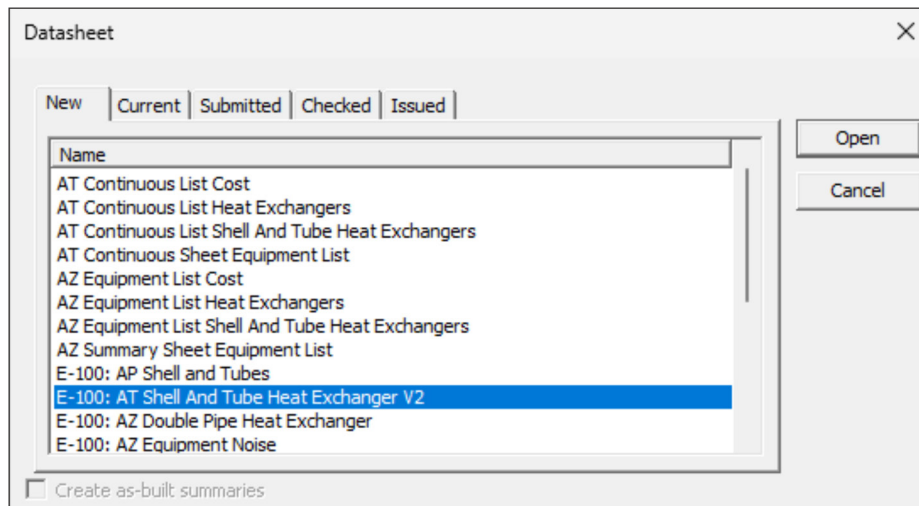 Datasheet
New Current Submitted Checked Issued
Name
AT Continuous List Cost
AT Continuous List Heat Exchangers
AT Continuous List Shell And Tube Heat Exchangers
AT Continuous Sheet Equipment List
AZ Equipment List Cost
AZ Equipment List Heat Exchangers
AZ Equipment List Shell And Tube Heat Exchangers
AZ Summary Sheet Equipment List
E-100: AP Shell and Tubes
E-100: AT Shell And Tube Heat Exchanger V2
E-100: AZ Double Pipe Heat Exchanger
E-100: AZ Equipment Noise
Open
Cancel
Create as-built summaries